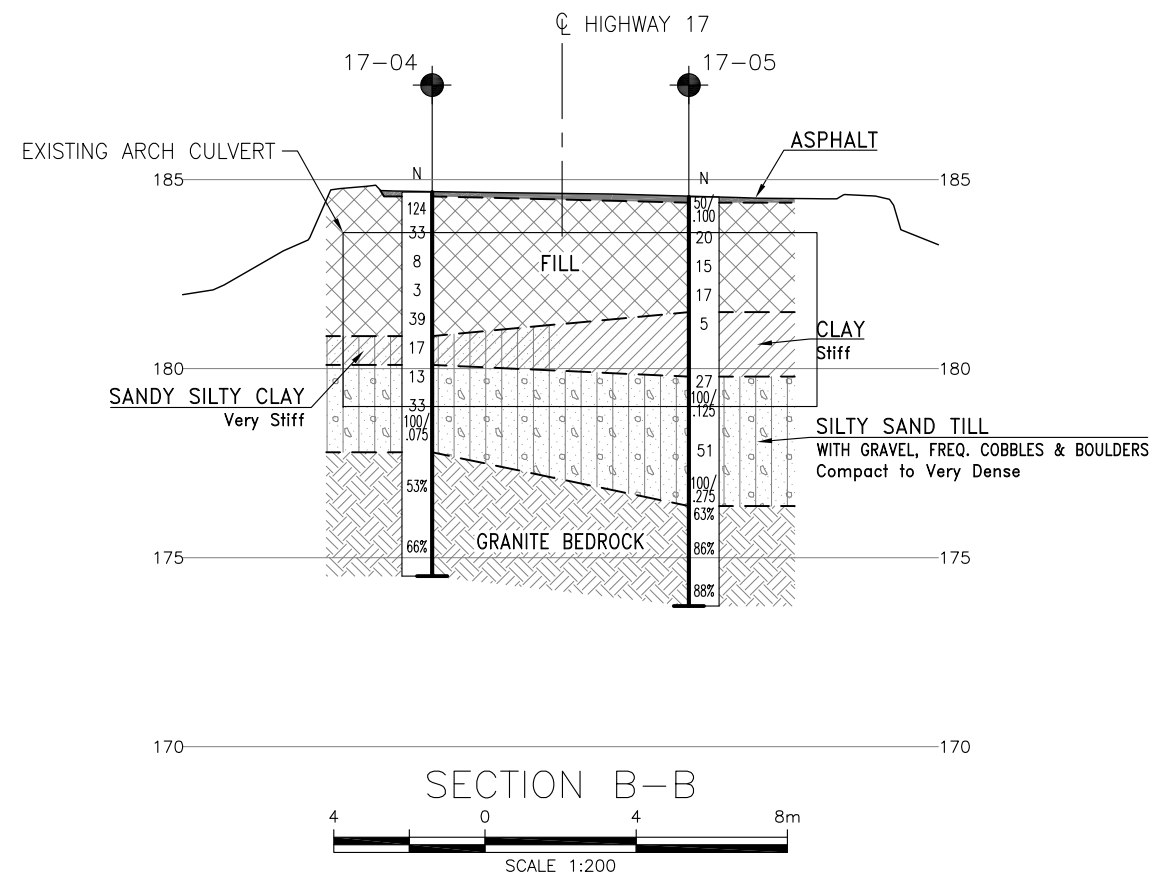 ℄ HIGHWAY 17
17-04
17-05
EXISTING ARCH CULVERT
ASPHALT
185
N
N
185
124
33
8
3
39
17
13
33
100/
.075
53%
66%
50/
.100
20
15
17
5
27
100/
.125
51
100/
.275
63%
86%
88%
FILL
CLAY
Stiff
180
180
SANDY SILTY CLAY
Very Stiff
SILTY SAND TILL
WITH GRAVEL, FREQ. COBBLES & BOULDERS
Compact to Very Dense
GRANITE BEDROCK
175
175
170
170
SECTION B-B
4 0 4 8m
SCALE 1:200